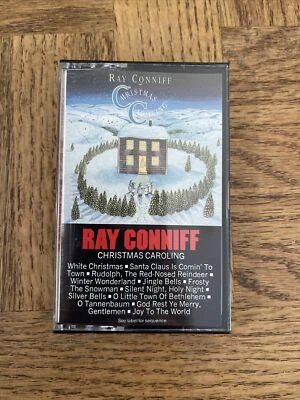 RAY CONNIFF
CHRISTMAS
CAROLING
RAY CONNIFF
CHRISTMAS CAROLING
White Christmas ▪ Santa Claus Is Comin' To
Town ▪ Rudolph, The Red-Nosed Reindeer ▪
Winter Wonderland ▪ Jingle Bells ▪ Frosty
The Snowman ▪ Silent Night, Holy Night ▪
Silver Bells ▪ O Little Town Of Bethlehem ▪
O Tannenbaum ▪ God Rest Ye Merry,
Gentlemen ▪ Joy To The World
See label for sequence